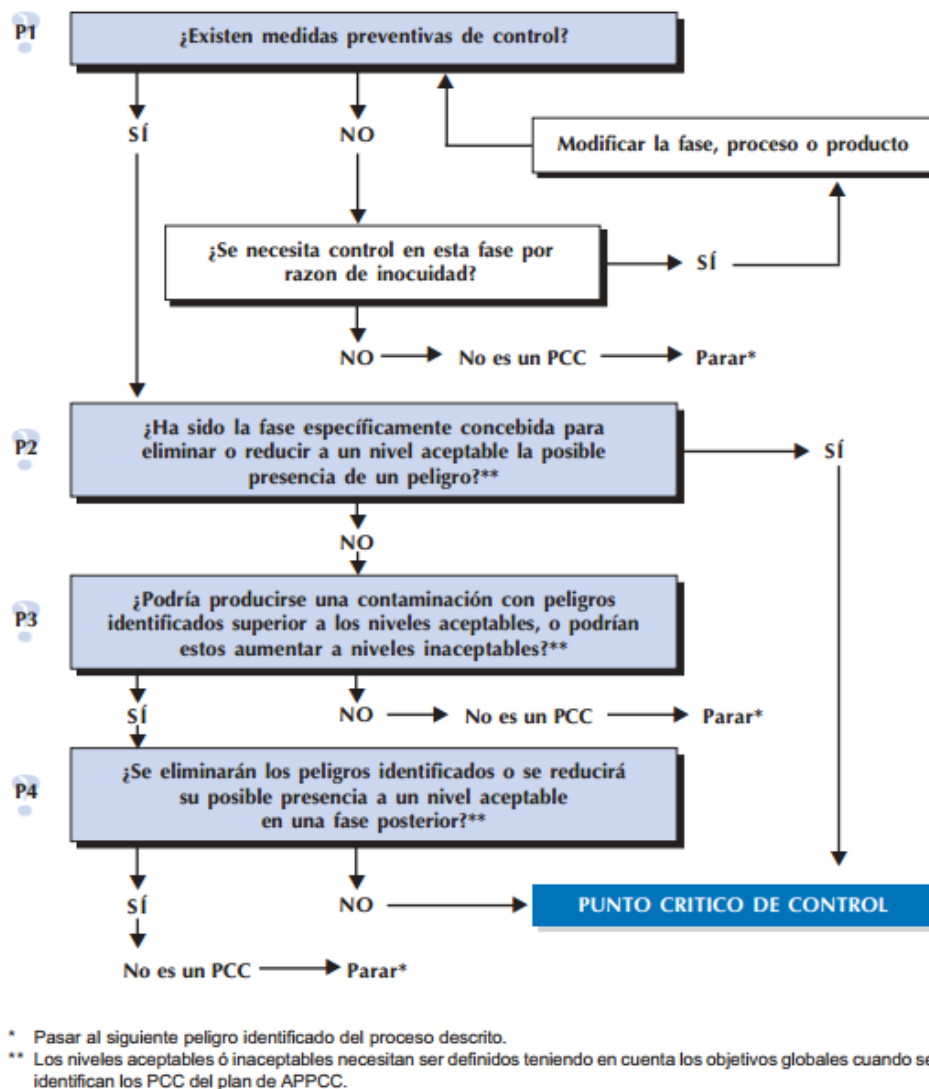 P1
¿Existen medidas preventivas de control?
SÍ
NO
Modificar la fase, proceso o producto
¿Se necesita control en esta fase por
razon de inocuidad?
SÍ
NO
No es un PCC
Parar*
P2
¿Ha sido la fase específicamente concebida para
eliminar o reducir a un nivel aceptable la posible
presencia de un peligro?**
SÍ
NO
P3
¿Podría producirse una contaminación con peligros
identificados superior a los niveles aceptables, o podrían
estos aumentar a niveles inaceptables?**
SÍ
NO
No es un PCC
Parar*
P4
¿Se eliminarán los peligros identificados o se reducirá
su posible presencia a un nivel aceptable
en una fase posterior?**
SÍ
NO
PUNTO CRITICO DE CONTROL
No es un PCC
Parar*
* Pasar al siguiente peligro identificado del proceso descrito.
** Los niveles aceptables ó inaceptables necesitan ser definidos teniendo en cuenta los objetivos globales cuando se
identifican los PCC del plan de APPCC.